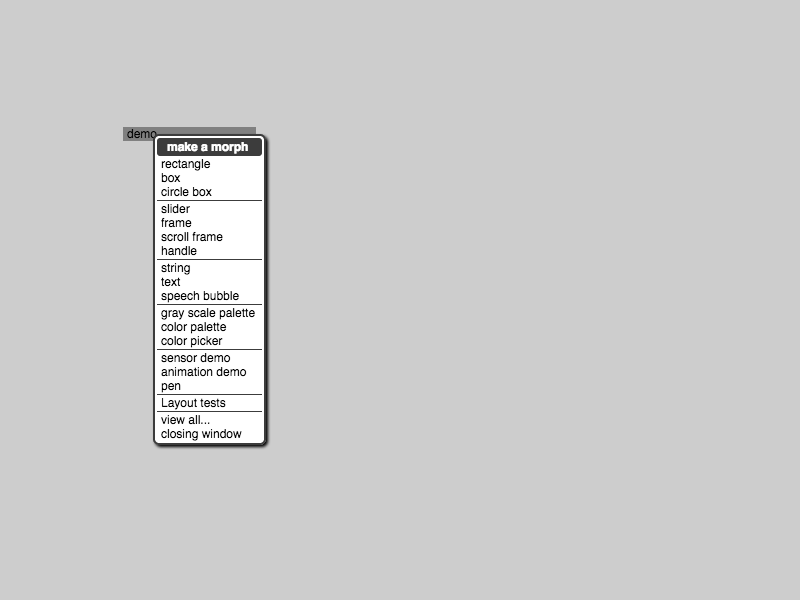 demo
make a morph
rectangle
box
circle box
slider
frame
scroll frame
handle
string
text
speech bubble
gray scale palette
color palette
color picker
sensor demo
animation demo
pen
Layout tests
view all...
closing window